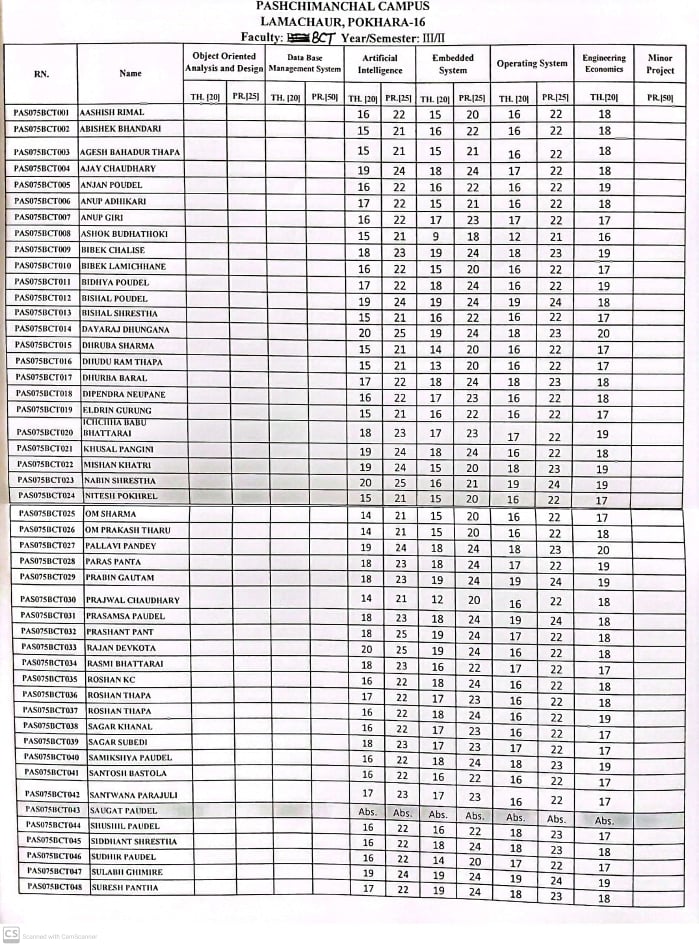 PASHCHIMANCHAL CAMPUS
LAMACHAUR, POKHARA-16
Faculty: BCT Year/Semester: III/II
RN. Name Object Oriented Analysis and Design Data Base Management System Artificial Intelligence Embedded System Operating System Engineering Economics Minor Project
TH. [20] PR.[25] TH. [20] PR.[50] TH. [20] PR.[25] TH. [20] PR.[25] TH. [20] PR.[25] TH.[20] PR.[50]
PAS075BCT001 AASHISH RIMAL 16 22 15 20 16 22 18
PAS075BCT002 ABISHEK BHANDARI 15 21 16 22 16 22 18
PAS075BCT003 AGESH BAHADUR THAPA 15 21 15 21 16 22 18
PAS075BCT004 AJAY CHAUDHARY 19 24 18 24 17 22 18
PAS075BCT005 ANJAN POUDEL 16 22 16 22 16 22 19
PAS075BCT006 ANUP ADHIKARI 17 22 15 21 16 22 18
PAS075BCT007 ANUP GIRI 16 22 17 23 17 22 17
PAS075BCT008 ASHOK BUDHATHOKI 15 21 9 18 12 21 16
PAS075BCT009 BIBEK CHALISE 18 23 19 24 18 23 19
PAS075BCT010 BIBEK LAMICHHANE 16 22 15 20 16 22 17
PAS075BCT011 BIDHYA POUDEL 17 22 18 24 16 22 19
PAS075BCT012 BISHAL POUDEL 19 24 19 24 19 24 18
PAS075BCT013 BISHAL SHRESTHA 15 21 16 22 16 22 17
PAS075BCT014 DAYARAJ DHUNGANA 20 25 19 24 18 23 20
PAS075BCT015 DHRUBA SHARMA 15 21 14 20 16 22 17
PAS075BCT016 DHUDU RAM THAPA 15 21 13 20 16 22 17
PAS075BCT017 DHURBA BARAL 17 22 18 24 18 23 18
PAS075BCT018 DIPENDRA NEUPANE 16 22 17 23 16 22 18
PAS075BCT019 ELDRIN GURUNG 15 21 16 22 16 22 17
PAS075BCT020 ICHCHHA BABU BHATTARAI 18 23 17 23 17 22 19
PAS075BCT021 KHUSAL PANGINI 19 24 18 24 16 22 18
PAS075BCT022 MISHAN KHATRI 19 24 15 20 18 23 19
PAS075BCT023 NABIN SHRESTHA 20 25 16 21 19 24 19
PAS075BCT024 NITESH POKHREL 15 21 15 20 16 22 17
PAS075BCT025 OM SHARMA 14 21 15 20 16 22 17
PAS075BCT026 OM PRAKASH THARU 14 21 15 20 16 22 18
PAS075BCT027 PALLAVI PANDEY 19 24 18 24 18 23 20
PAS075BCT028 PARAS PANTA 18 23 18 24 17 22 19
PAS075BCT029 PRABIN GAUTAM 18 23 19 24 19 24 19
PAS075BCT030 PRAJWAL CHAUDHARY 14 21 12 20 16 22 18
PAS075BCT031 PRASAMSA PAUDEL 18 23 18 24 19 24 18
PAS075BCT032 PRASHANT PANT 18 25 19 24 17 22 18
PAS075BCT033 RAJAN DEVKOTA 20 25 19 24 16 22 18
PAS075BCT034 RASMI BHATTARAI 18 23 16 22 17 22 17
PAS075BCT035 ROSHAN KC 16 22 18 24 16 22 18
PAS075BCT036 ROSHAN THAPA 17 22 17 23 16 22 18
PAS075BCT037 ROSHAN THAPA 16 22 18 24 16 22 19
PAS075BCT038 SAGAR KHANAL 16 22 17 23 16 22 17
PAS075BCT039 SAGAR SUBEDI 18 23 17 23 17 22 17
PAS075BCT040 SAMIKSHYA PAUDEL 16 22 18 24 18 23 19
PAS075BCT041 SANTOSH BASTOLA 16 22 16 22 16 22 17
PAS075BCT042 SANTWANA PARAJULI 17 23 17 23 16 22 17
PAS075BCT043 SAUGAT PAUDEL Abs. Abs. Abs. Abs. Abs. Abs. Abs.
PAS075BCT044 SHUSHIL PAUDEL 16 22 16 22 18 23 17
PAS075BCT045 SIDDHANT SHRESTHA 16 22 18 24 18 23 18
PAS075BCT046 SUDHIR PAUDEL 16 22 14 20 17 22 17
PAS075BCT047 SULABH GHIMIRE 19 24 19 24 19 24 19
PAS075BCT048 SURESH PANTHA 17 22 19 24 18 23 18
CS Scanned with CamScanner